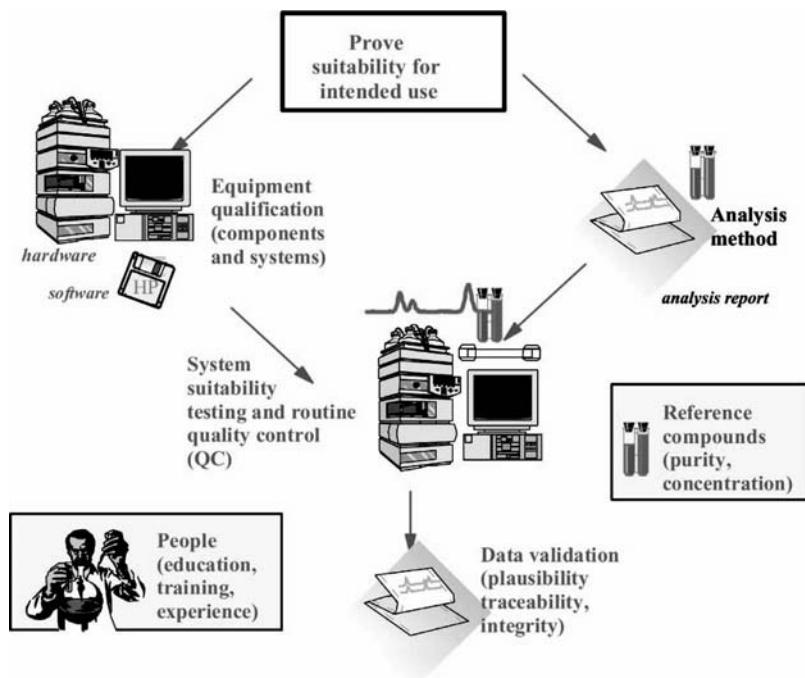 Prove
suitability for
intended use
Equipment
qualification
(components
and systems)
hardware
software
HP
Analysis
method
analysis report
System
suitability
testing and routine
quality control
(QC)
Reference
compounds
(purity,
concentration)
People
(education,
training,
experience)
Data validation
(plausibility
traceability,
integrity)